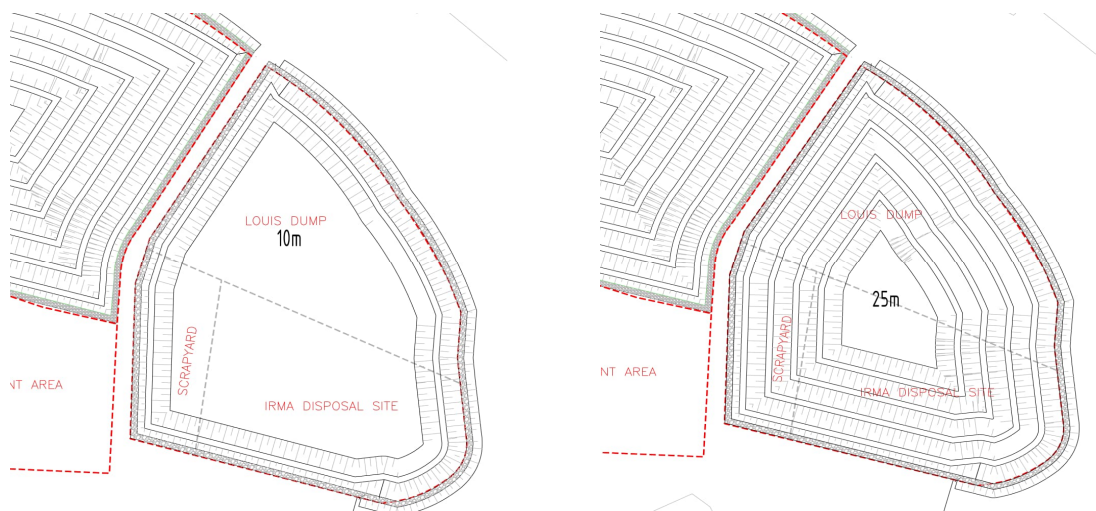 LOUIS DUMP
10m
SCRAPYARD
NT AREA
IRMA DISPOSAL SITE
LOUIS DUMP
25m
SCRAPYARD
NT AREA
IRMA DISPOSAL SITE